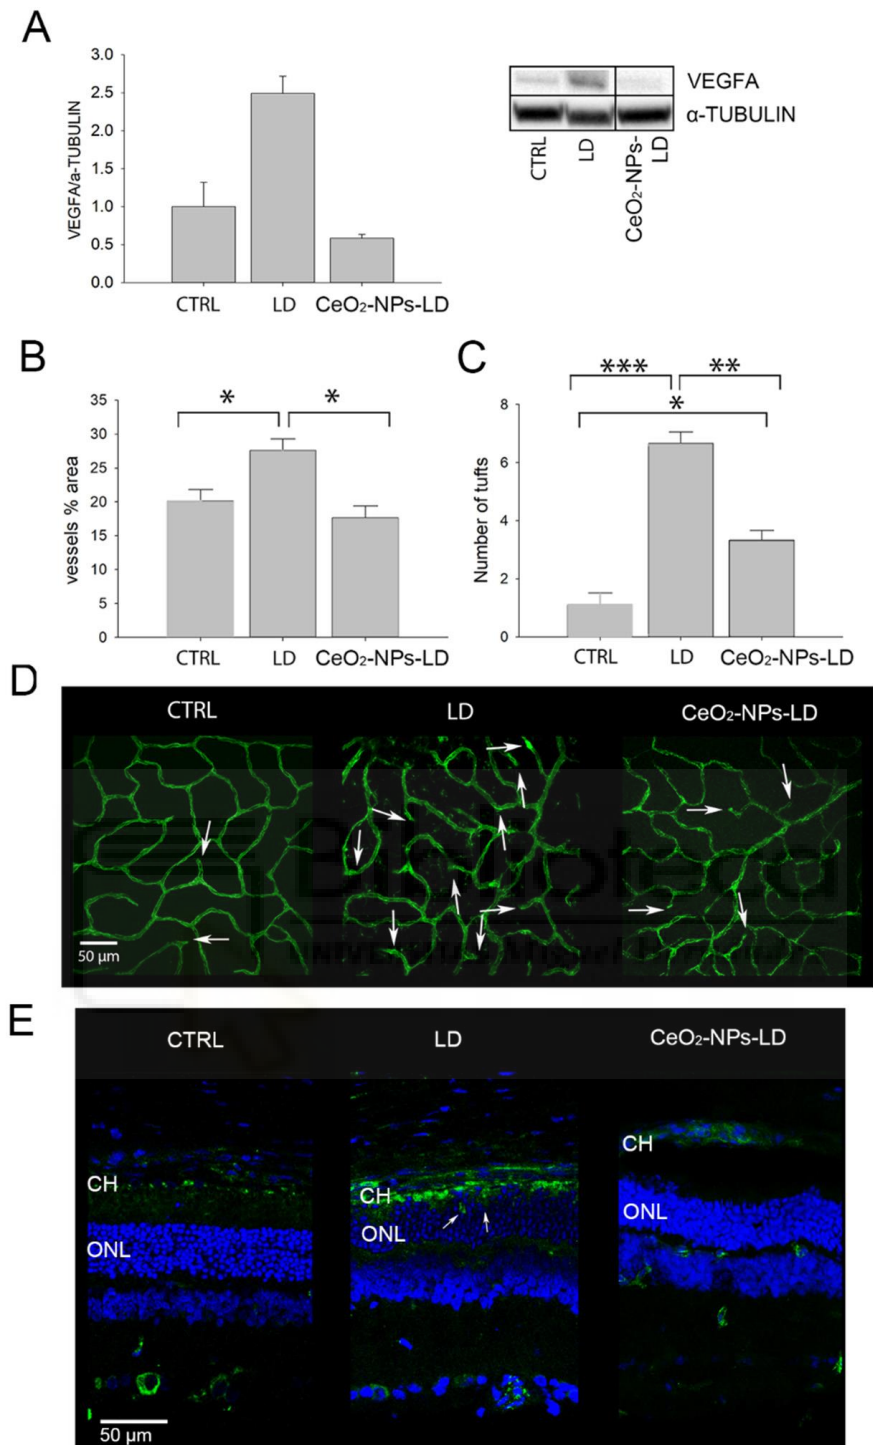 A
3.0
2.5
2.0
1.5
1.0
0.5
0.0
VEGFA/a-TUBULIN
CTRL LD CeO₂-NPs-LD
VEGFA
α-TUBULIN
CTRL
LD
CeO₂-NPs-
LD
B
35
30
25
20
15
10
5
0
vessels % area
* *
CTRL LD CeO₂-NPs-LD
C
*** **
*
8
6
4
2
0
Number of tufts
CTRL LD CeO₂-NPs-LD
D
CTRL LD CeO₂-NPs-LD
50 µm
Biblioteca
UNIVERSITAS Miguel Hernández
E
CTRL LD CeO₂-NPs-LD
CH CH CH
ONL ONL ONL
50 µm